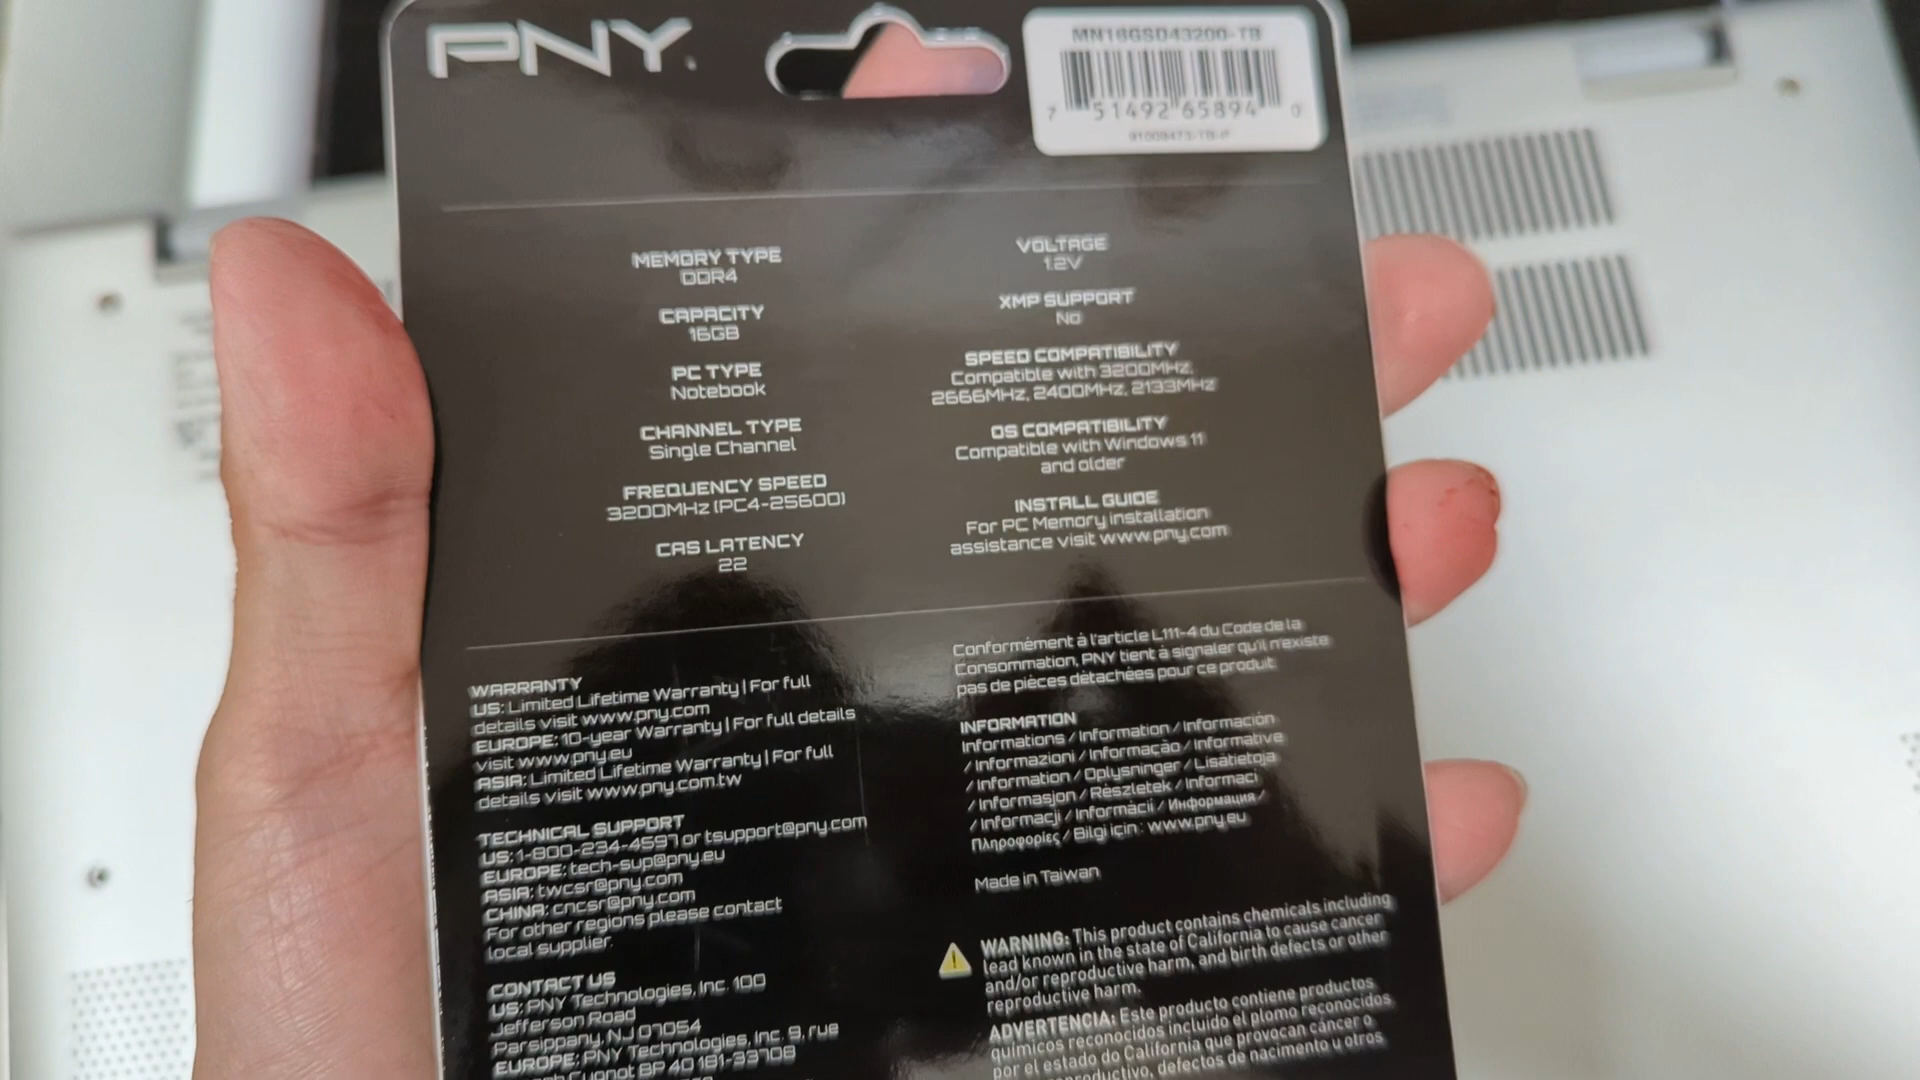 PNY
MN16GSD43200-TB
7 51492 65894 0
MEMORY TYPE
DDR4
CAPACITY
16GB
PC TYPE
Notebook
CHANNEL TYPE
Single Channel
FREQUENCY SPEED
3200MHz (PC4-25600)
CAS LATENCY
22
VOLTAGE
1.2V
XMP SUPPORT
No
SPEED COMPATIBILITY
Compatible with 3200MHz,
2666MHz, 2400MHz, 2133MHz
OS COMPATIBILITY
Compatible with Windows 11
and older
INSTALL GUIDE
For PC Memory installation
assistance visit www.pny.com
WARRANTY
US: Limited Lifetime Warranty | For full
details visit www.pny.com
EUROPE: 10-year Warranty | For full details
visit www.pny.eu
ASIA: Limited Lifetime Warranty | For full
details visit www.pny.com.tw
TECHNICAL SUPPORT
US: 1-800-234-4597 or tsupport@pny.com
EUROPE: tech-sup@pny.eu
ASIA: twcsr@pny.com
CHINA: cncsr@pny.com
For other regions please contact
local supplier.
CONTACT US
US: PNY Technologies, Inc. 100
Jefferson Road
Parsippany, NJ 07054
EUROPE: PNY Technologies, Inc. 9, rue
Cugnot BP 40 181-33708
Conformément à l'article L111-4 du Code de la
Consommation, PNY tient à signaler qu'il n'existe
pas de pièces détachées pour ce produit.
INFORMATION
Informations / Information / Información
/ Informazioni / Informação / Informative
/ Information / Oplysninger / Lisätietoja
/ Informasjon / Részletek / Informaci
/ Informacji / Informácii / Информация /
Πληροφορίες / Bilgi için : www.pny.eu
Made in Taiwan
WARNING: This product contains chemicals including
lead known in the state of California to cause cancer
and/or reproductive harm, and birth defects or other
reproductive harm.
ADVERTENCIA: Este producto contiene productos
químicos reconocidos incluido el plomo reconocidos
por el estado do California que provocan cáncer o
reproductivo, defectos de nacimento u otros